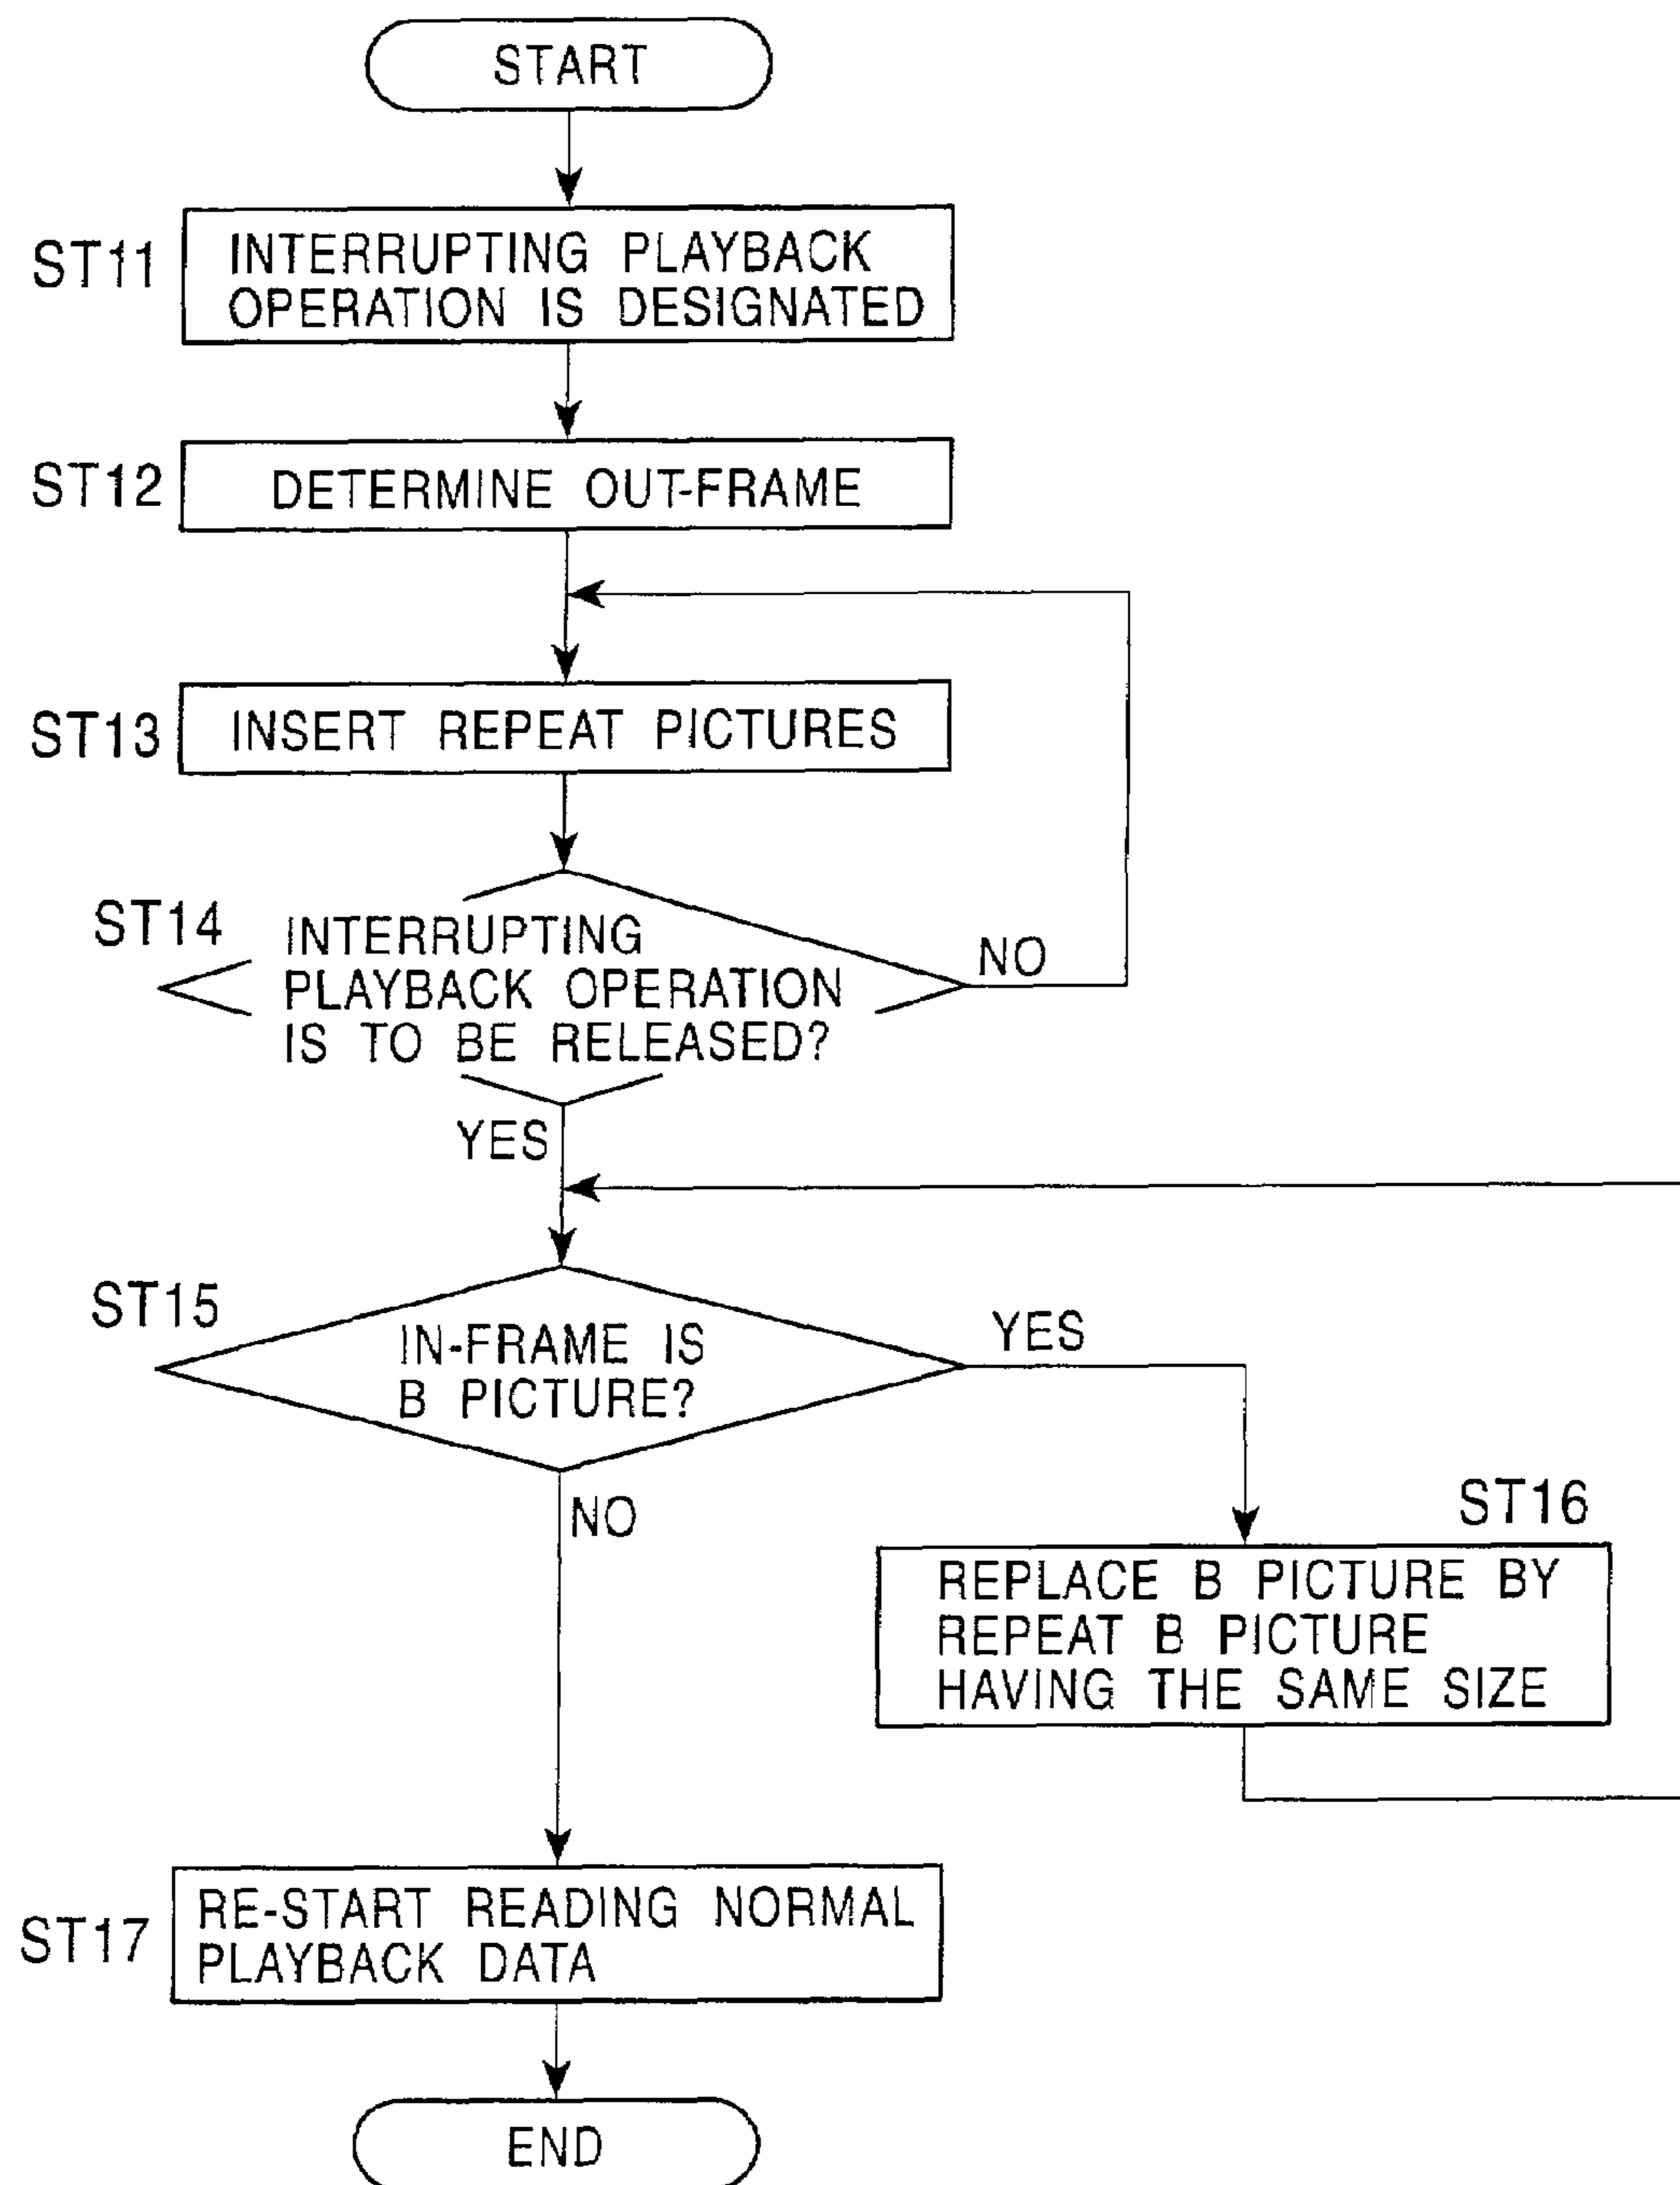 START
ST11
INTERRUPTING PLAYBACK
OPERATION IS DESIGNATED
ST12
DETERMINE OUT-FRAME
ST13
INSERT REPEAT PICTURES
ST14
INTERRUPTING
PLAYBACK OPERATION
IS TO BE RELEASED?
NO
YES
ST15
IN-FRAME IS
B PICTURE?
YES
NO
ST16
REPLACE B PICTURE BY
REPEAT B PICTURE
HAVING THE SAME SIZE
ST17
RE-START READING NORMAL
PLAYBACK DATA
END